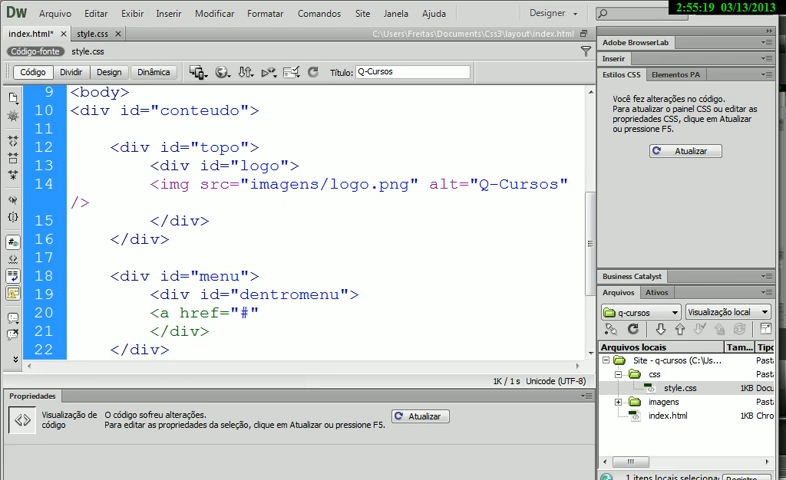 Dw Arquivo Editar Exibir Inserir Modificar Formatar Comandos Site Janela Ajuda Designer
2:55:19 03/13/2013
index.html* × style.css × C:\Users\Freitas\Documents\Css3\layout\index.html
Código-fonte style.css
Código Dividir Design Dinâmica Título: Q-Cursos
9 <body>
10 <div id="conteudo">
11
12 <div id="topo">
13 <div id="logo">
14 <img src="imagens/logo.png" alt="Q-Cursos"
/>
15 </div>
16 </div>
17
18 <div id="menu">
19 <div id="dentromenu">
20 <a href="#"
21 </div>
22 </div>
1K / 1 s Unicode (UTF-8)
Propriedades
Visualização de
código
O código sofreu alterações.
Para editar as propriedades da seleção, clique em Atualizar ou pressione F5.
Atualizar
Adobe BrowserLab
Inserir
Estilos CSS Elementos PA
Você fez alterações no código.
Para atualizar o painel CSS ou editar as
propriedades CSS, clique em Atualizar
ou pressione F5.
Atualizar
Business Catalyst
Arquivos Ativos
q-cursos Visualização local
Arquivos locais Tam... Tipo
Site - q-cursos (C:\Us... Past
css Past
style.css 1KB Docu
imagens Past
index.html 1KB Chro
1 itens locais selecionac Registro...